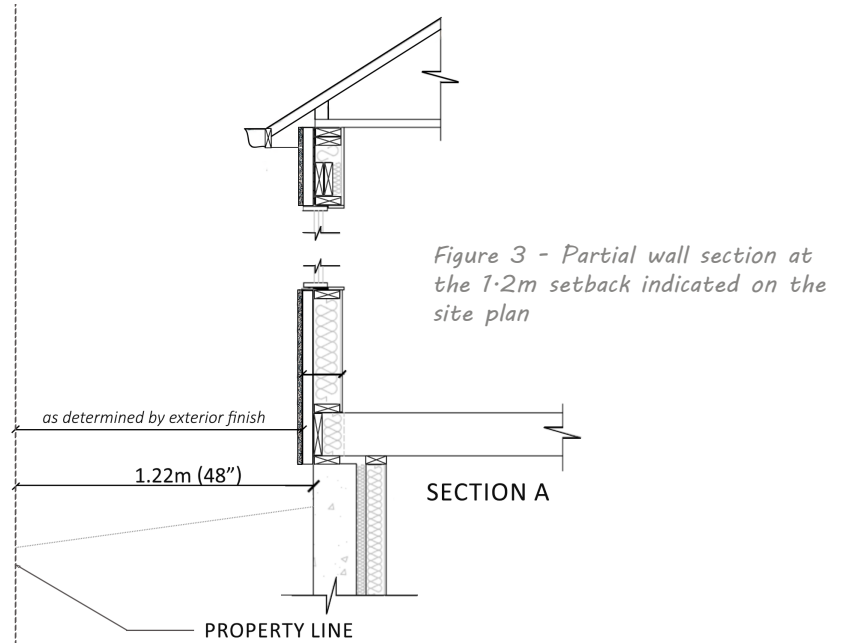 Figure 3 - Partial wall section at
the 1.2m setback indicated on the
site plan
as determined by exterior finish
1.22m (48”)
SECTION A
PROPERTY LINE